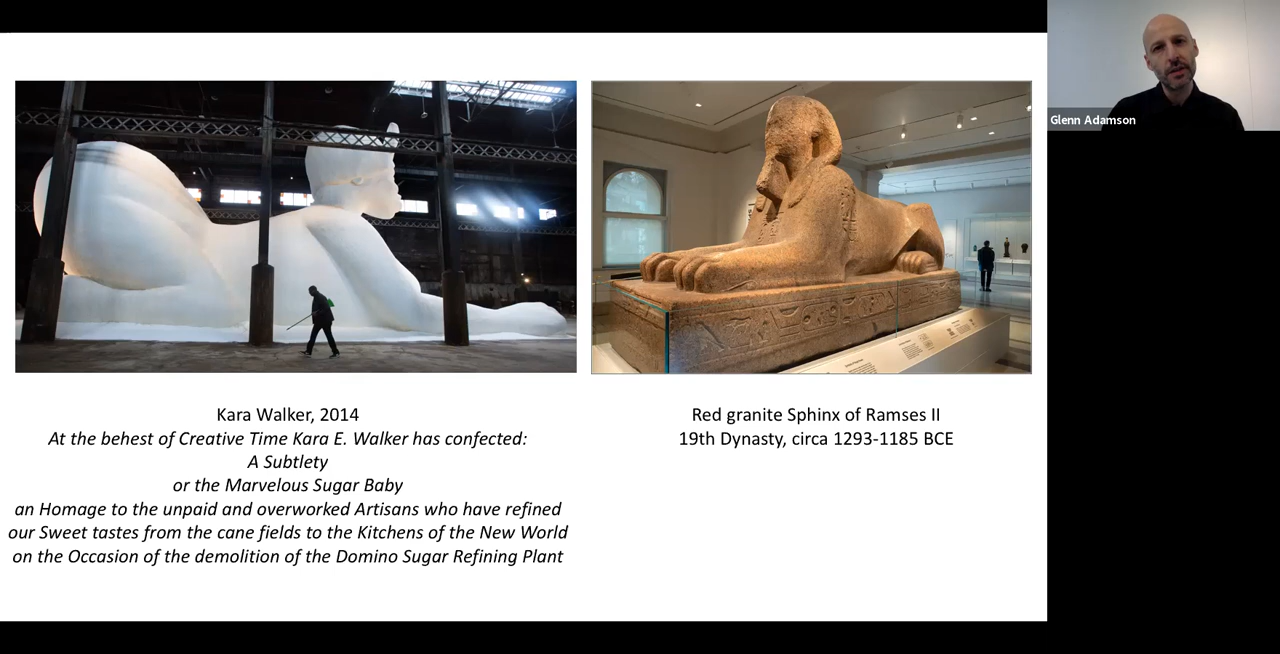 Glenn Adamson
Kara Walker, 2014
At the behest of Creative Time Kara E. Walker has confected:
A Subtlety
or the Marvelous Sugar Baby
an Homage to the unpaid and overworked Artisans who have refined
our Sweet tastes from the cane fields to the Kitchens of the New World
on the Occasion of the demolition of the Domino Sugar Refining Plant
Red granite Sphinx of Ramses II
19th Dynasty, circa 1293-1185 BCE